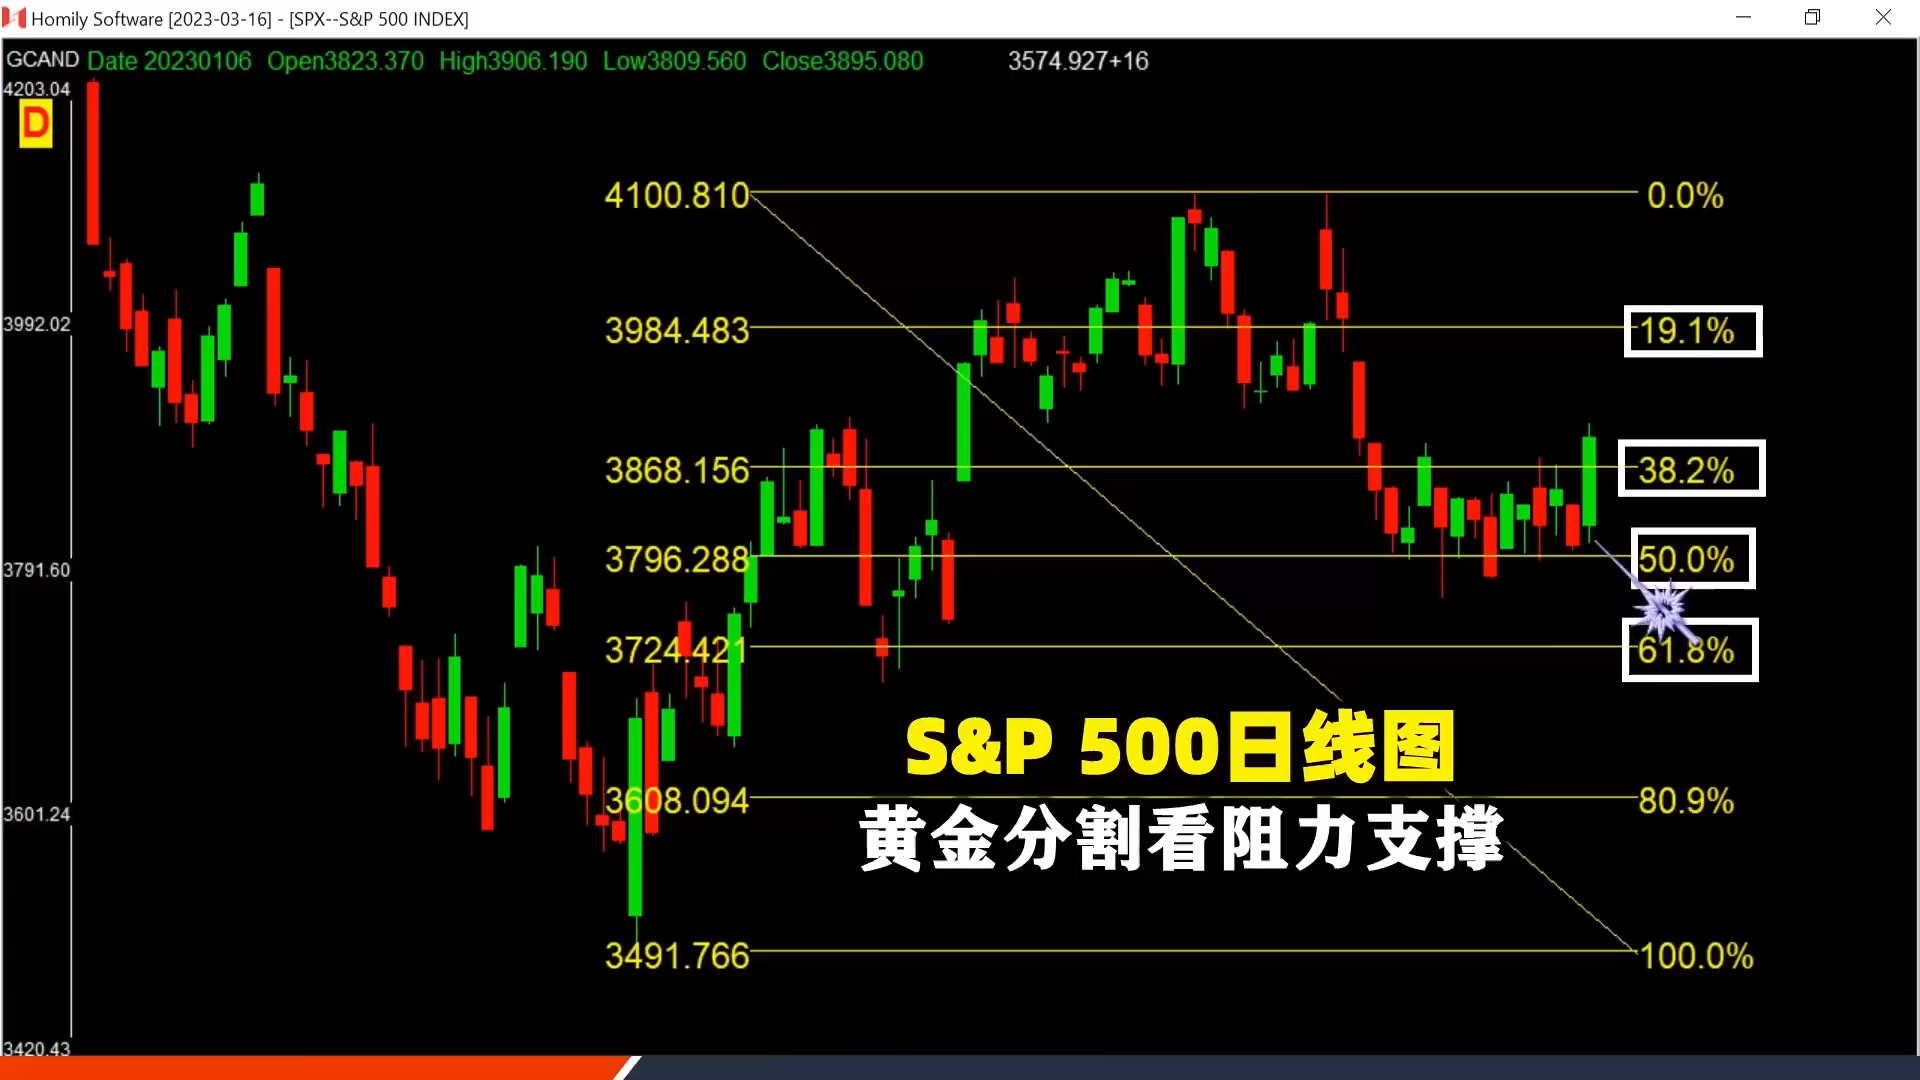 Homily Software [2023-03-16] - [SPX--S&P 500 INDEX]
GCAND Date 20230106 Open3823.370 High3906.190 Low3809.560 Close3895.080 3574.927+16
4203.04
D
4100.810 0.0%
3992.02
3984.483 19.1%
3868.156 38.2%
3796.288 50.0%
3791.60
3724.421 61.8%
S&P 500日线图
3608.094 80.9%
3601.24
黄金分割看阻力支撑
3491.766 100.0%
3420.43